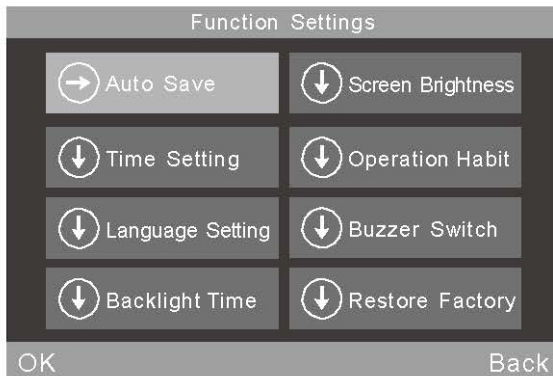 Function Settings
Auto Save
Screen Brightness
Time Setting
Operation Habit
Language Setting
Buzzer Switch
Backlight Time
Restore Factory
OK
Back